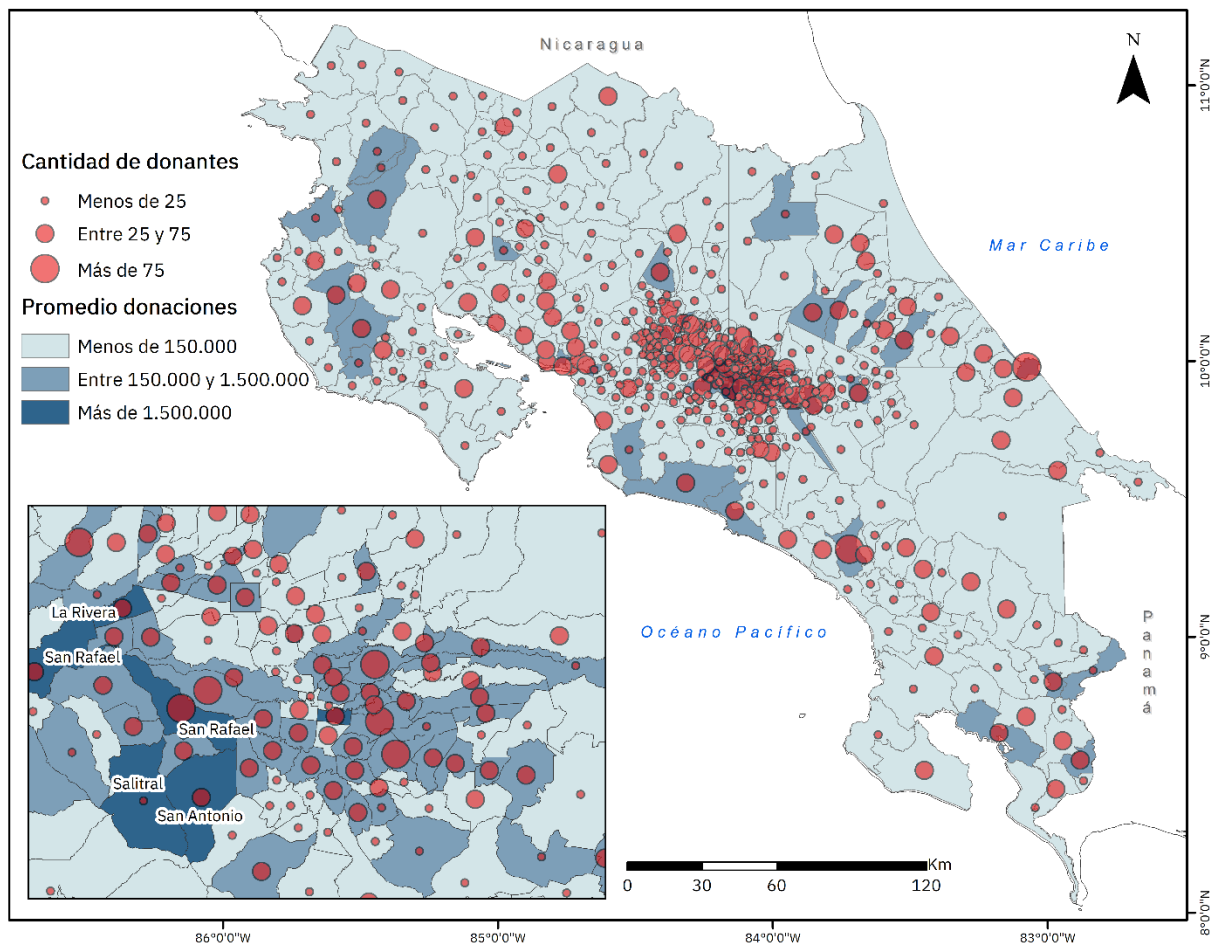 Nicaragua
N
11°0'0"N
Cantidad de donantes
Menos de 25
Entre 25 y 75
Más de 75
Mar Caribe
Promedio donaciones
Menos de 150.000
Entre 150.000 y 1.500.000
Más de 1.500.000
10°0'0"N
La Rivera
San Rafael
San Rafael
Salitral
San Antonio
Océano Pacífico
9°0'0"N
Panamá
Km
0 30 60 120
8°0'0"N
86°0'0"W 85°0'0"W 84°0'0"W 83°0'0"W